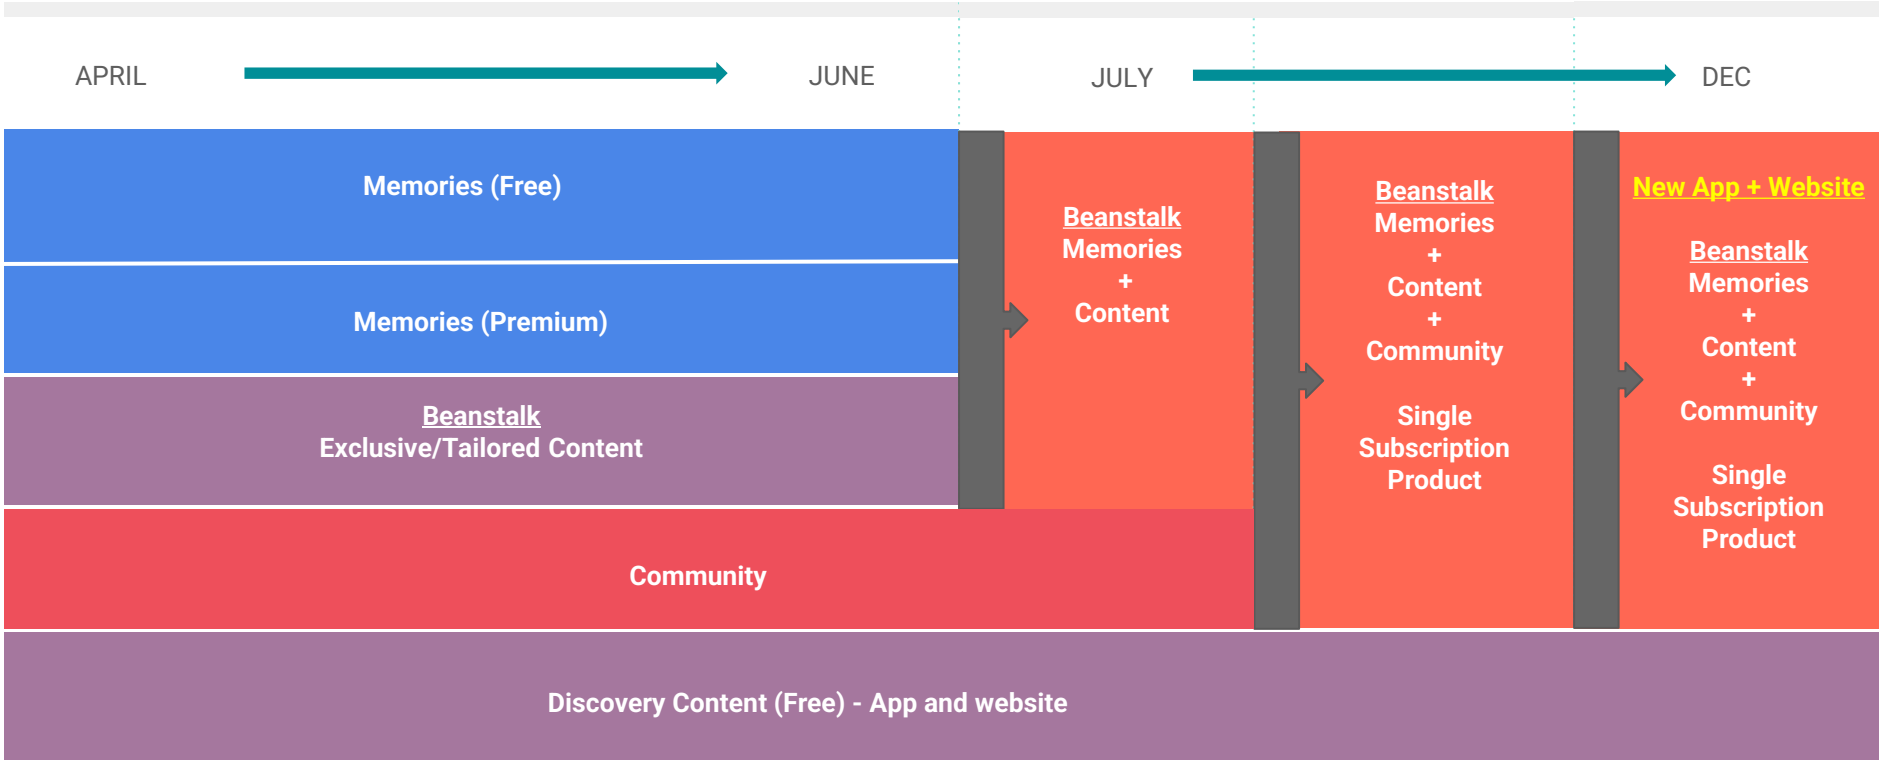 APRIL
JUNE
JULY
DEC
Memories (Free)
Memories (Premium)
Beanstalk
Exclusive/Tailored Content
Community
Discovery Content (Free) - App and website
Beanstalk
Memories
+
Content
Beanstalk
Memories
+
Content
+
Community
Single
Subscription
Product
New App + Website
Beanstalk
Memories
+
Content
+
Community
Single
Subscription
Product